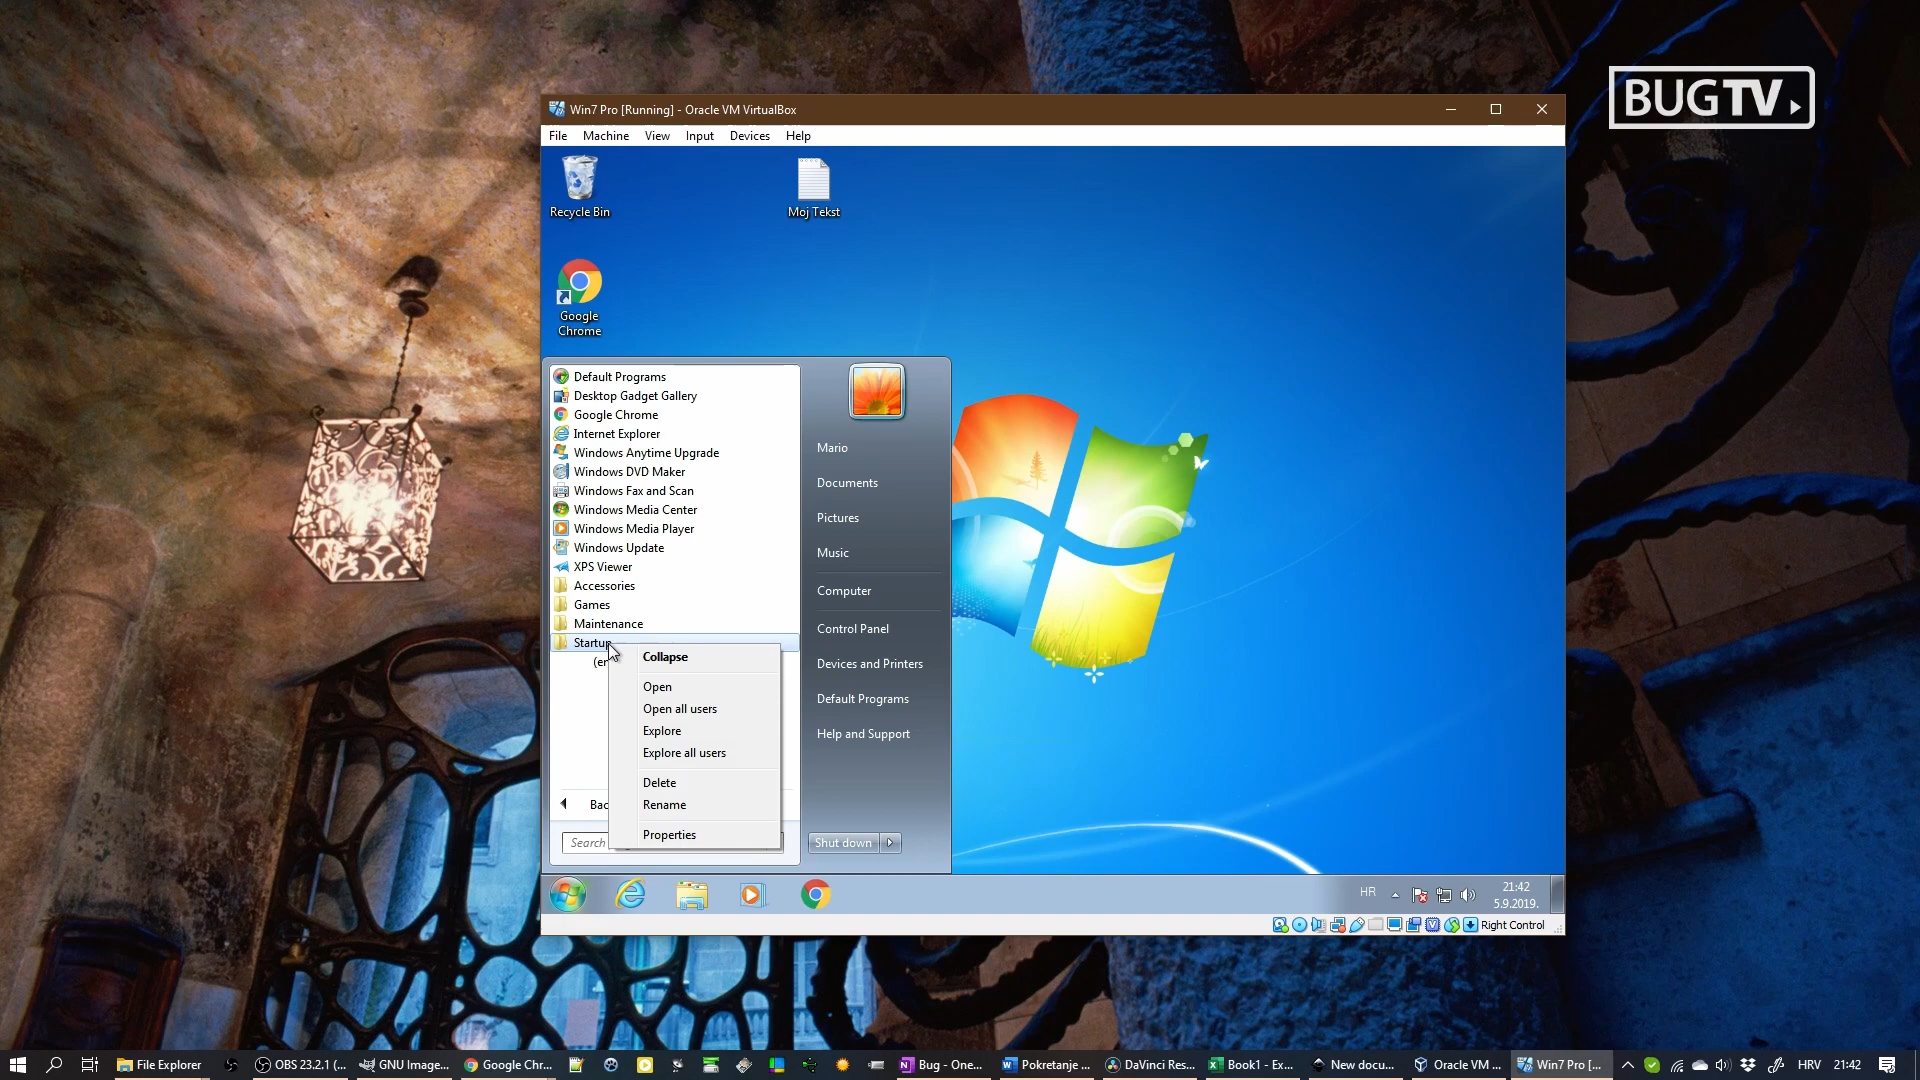 BUGTV
Win7 Pro [Running] - Oracle VM VirtualBox
File Machine View Input Devices Help
Recycle Bin
Moj Tekst
Google
Chrome
Default Programs
Desktop Gadget Gallery
Google Chrome
Internet Explorer
Windows Anytime Upgrade
Windows DVD Maker
Windows Fax and Scan
Windows Media Center
Windows Media Player
Windows Update
XPS Viewer
Accessories
Games
Maintenance
Startup
(em
Collapse
Open
Open all users
Explore
Explore all users
Delete
Rename
Properties
Bac
Search
Mario
Documents
Pictures
Music
Computer
Control Panel
Devices and Printers
Default Programs
Help and Support
Shut down
HR
21:42
5.9.2019.
Right Control
File Explorer
OBS 23.2.1 (...
GNU Image...
Google Chr...
Bug - One...
Pokretanje ...
DaVinci Res...
Book1 - Ex...
New docu...
Oracle VM ...
Win7 Pro [...
HRV
21:42